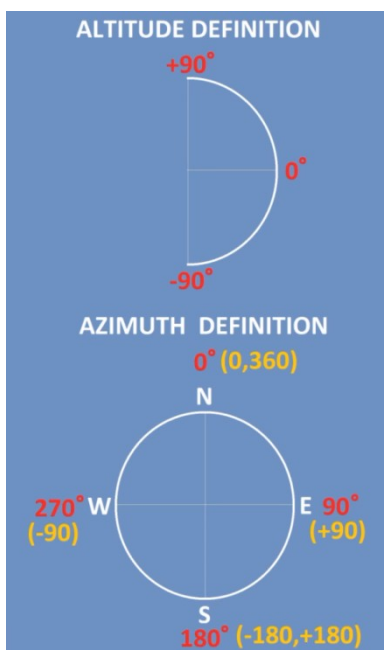 ALTITUDE DEFINITION
+90°
0°
-90°
AZIMUTH DEFINITION
0° (0,360)
N
270° W E 90°
(-90) (+90)
S
180° (-180,+180)